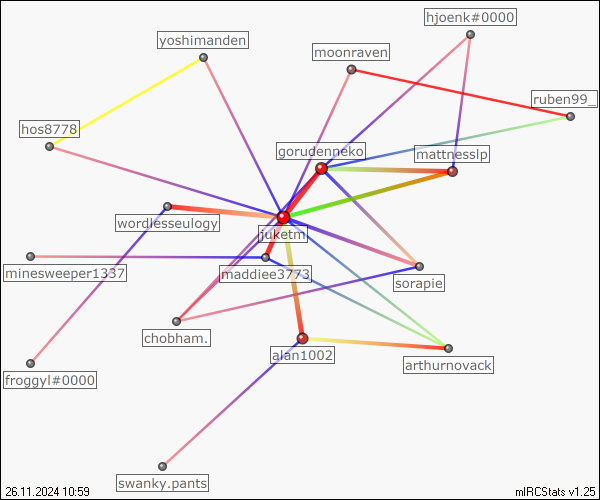 hjoenk#0000
yoshimanden
moonraven
ruben99_
hos8778
gorudenneko
mattnesslp
wordlesseulogy
juketm
minesweeper1337
maddiee3773
sorapie
chobham.
alan1002
arthurnovack
froggyl#0000
swanky.pants
26.11.2024 10:59
mIRCStats v1.25